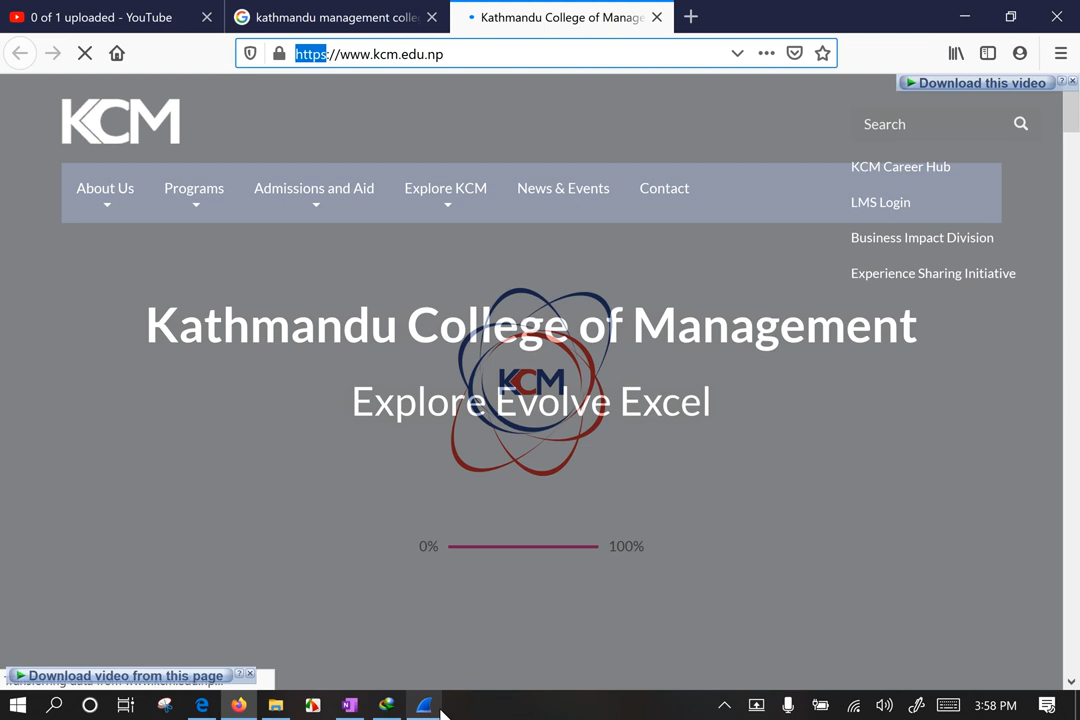 0 of 1 uploaded - YouTube
kathmandu management colle
Kathmandu College of Manage
https://www.kcm.edu.np
Download this video
KCM
Search
KCM Career Hub
About Us
Programs
Admissions and Aid
Explore KCM
News & Events
Contact
LMS Login
Business Impact Division
Experience Sharing Initiative
Kathmandu College of Management
KCM
Explore Evolve Excel
0%
100%
Download video from this page
3:58 PM